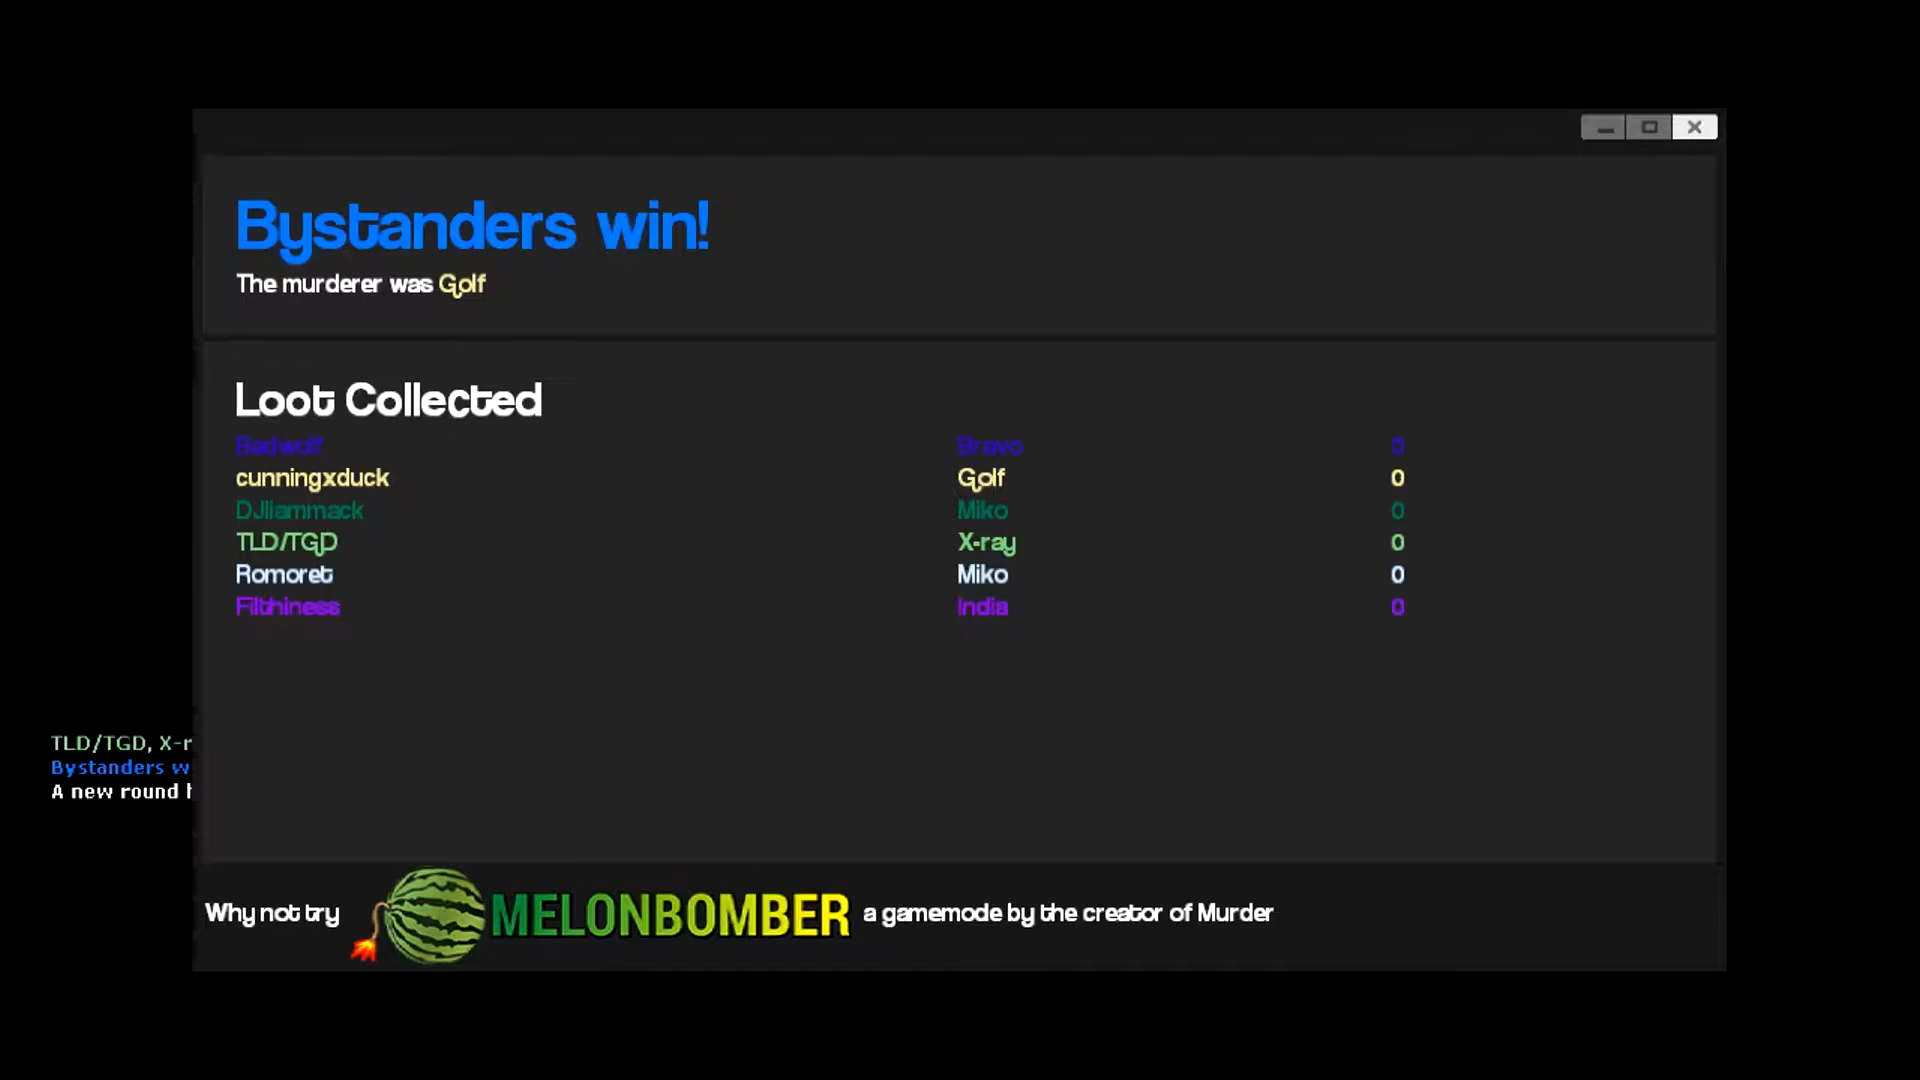 Bystanders win!
The murderer was Golf
Loot Collected
Badwolf Bravo 0
cunningxduck Golf 0
DJliammack Miko 0
TLD/TGD X-ray 0
Romoret Miko 0
Filthiness India 0
TLD/TGD, X-r
Bystanders w
A new round h
Why not try MELONBOMBER a gamemode by the creator of Murder